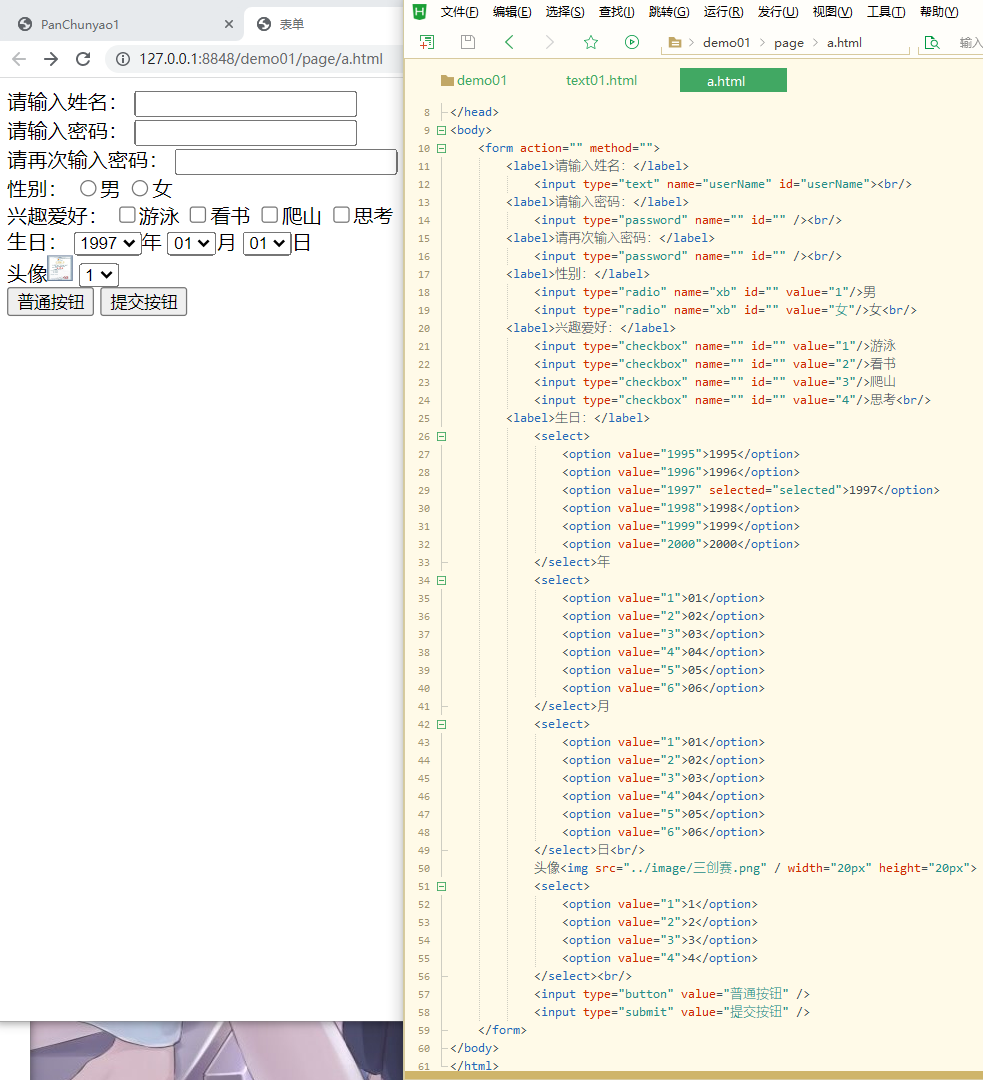 PanChunyao1
表单
127.0.0.1:8848/demo01/page/a.html
请输入姓名：
请输入密码：
请再次输入密码：
性别： 男 女
兴趣爱好： 游泳 看书 爬山 思考
生日： 1997 年 01 月 01 日
头像 1
普通按钮 提交按钮
文件(F) 编辑(E) 选择(S) 查找(I) 跳转(G) 运行(R) 发行(U) 视图(V) 工具(T) 帮助(Y)
demo01 page a.html 输入
demo01 text01.html a.html
8 </head>
9 <body>
10 <form action="" method="">
11 <label>请输入姓名：</label>
12 <input type="text" name="userName" id="userName"><br/>
13 <label>请输入密码：</label>
14 <input type="password" name="" id="" /><br/>
15 <label>请再次输入密码：</label>
16 <input type="password" name="" id="" /><br/>
17 <label>性别：</label>
18 <input type="radio" name="xb" id="" value="1"/>男
19 <input type="radio" name="xb" id="" value="女"/>女<br/>
20 <label>兴趣爱好：</label>
21 <input type="checkbox" name="" id="" value="1"/>游泳
22 <input type="checkbox" name="" id="" value="2"/>看书
23 <input type="checkbox" name="" id="" value="3"/>爬山
24 <input type="checkbox" name="" id="" value="4"/>思考<br/>
25 <label>生日：</label>
26 <select>
27 <option value="1995">1995</option>
28 <option value="1996">1996</option>
29 <option value="1997" selected="selected">1997</option>
30 <option value="1998">1998</option>
31 <option value="1999">1999</option>
32 <option value="2000">2000</option>
33 </select>年
34 <select>
35 <option value="1">01</option>
36 <option value="2">02</option>
37 <option value="3">03</option>
38 <option value="4">04</option>
39 <option value="5">05</option>
40 <option value="6">06</option>
41 </select>月
42 <select>
43 <option value="1">01</option>
44 <option value="2">02</option>
45 <option value="3">03</option>
46 <option value="4">04</option>
47 <option value="5">05</option>
48 <option value="6">06</option>
49 </select>日<br/>
50 头像<img src="../image/三创赛.png" / width="20px" height="20px">
51 <select>
52 <option value="1">1</option>
53 <option value="2">2</option>
54 <option value="3">3</option>
55 <option value="4">4</option>
56 </select><br/>
57 <input type="button" value="普通按钮" />
58 <input type="submit" value="提交按钮" />
59 </form>
60 </body>
61 </html>